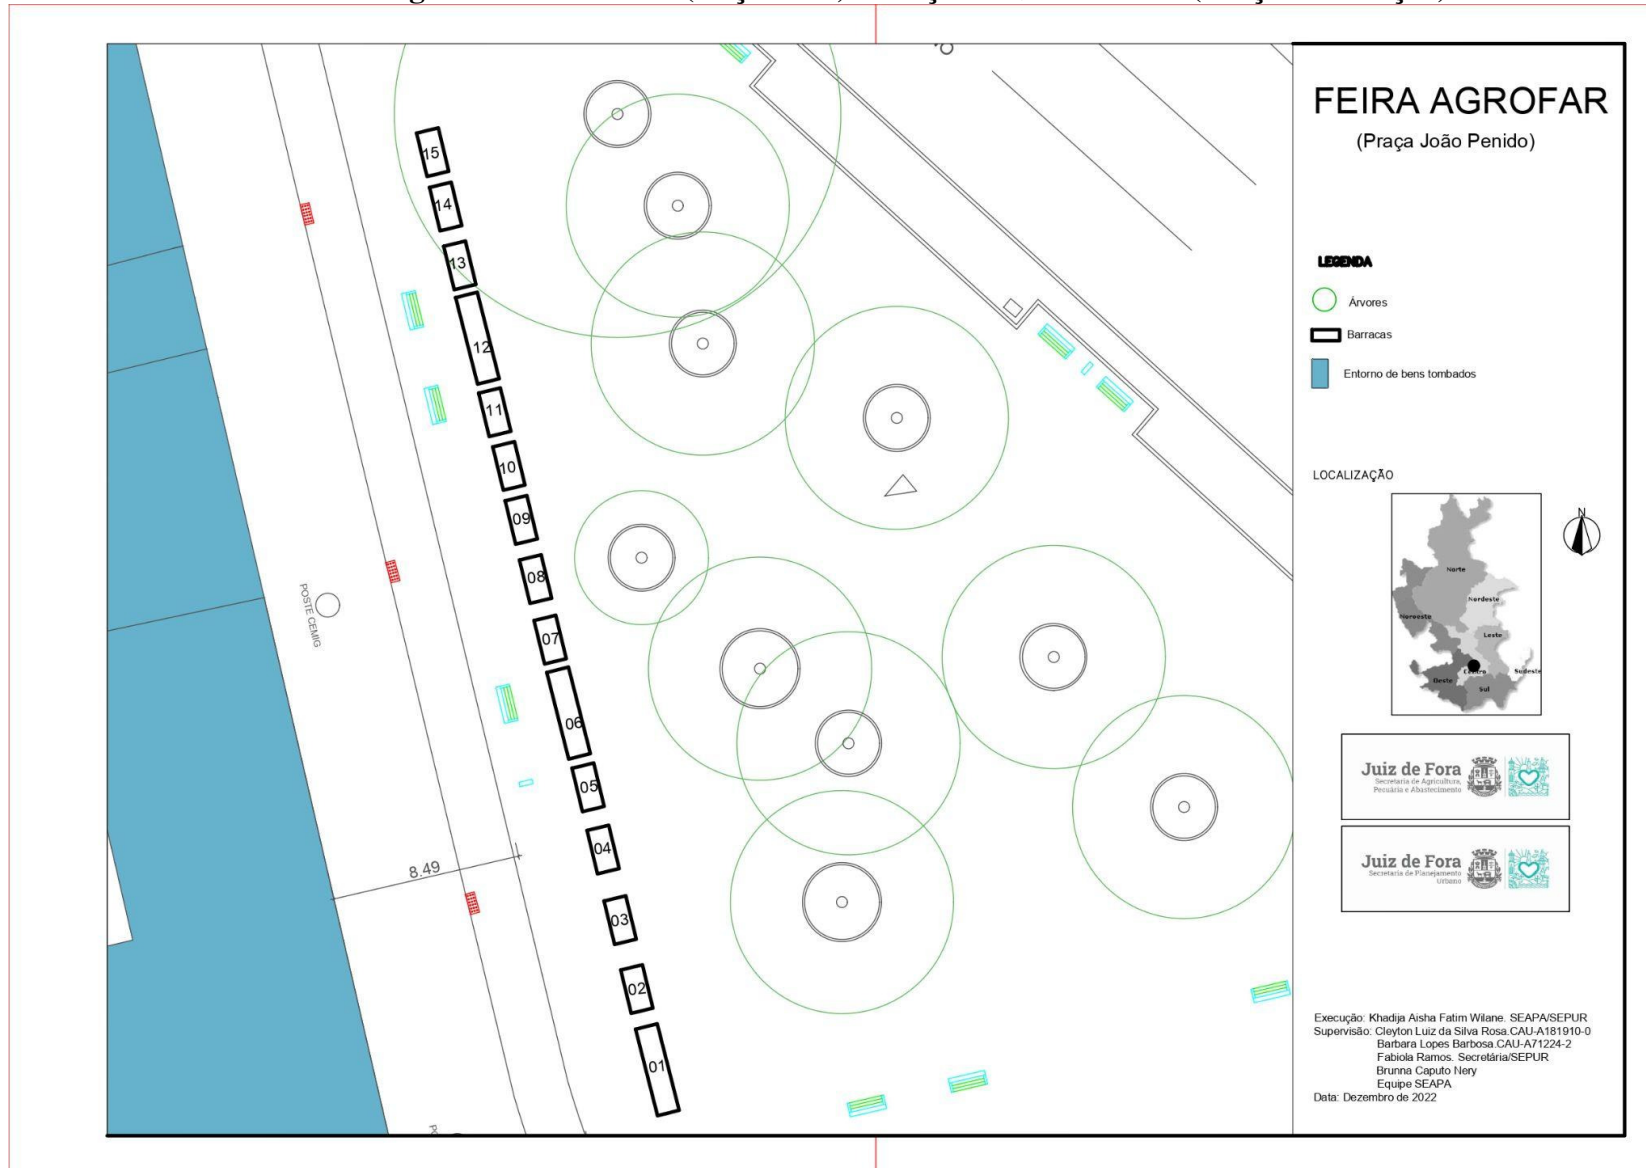 FEIRA AGROFAR
(Praça João Penido)
LEGENDA
Árvores
Barracas
Entorno de bens tombados
LOCALIZAÇÃO
N
Norte
Nordeste
Noroeste
Leste
Centro
Sudeste
Oeste
Sul
Juiz de Fora
Secretaria de Agricultura,
Pecuária e Abastecimento
Juiz de Fora
Secretaria de Planejamento
Urbano
Execução: Khadija Aisha Fatim Wilane. SEAPA/SEPUR
Supervisão: Cleyton Luiz da Silva Rosa.CAU-A181910-0
Barbara Lopes Barbosa.CAU-A71224-2
Fabiola Ramos. Secretária/SEPUR
Brunna Caputo Nery
Equipe SEAPA
Data: Dezembro de 2022
15
14
13
12
11
10
09
08
07
06
05
04
03
02
01
POSTE CEMIG
8.49